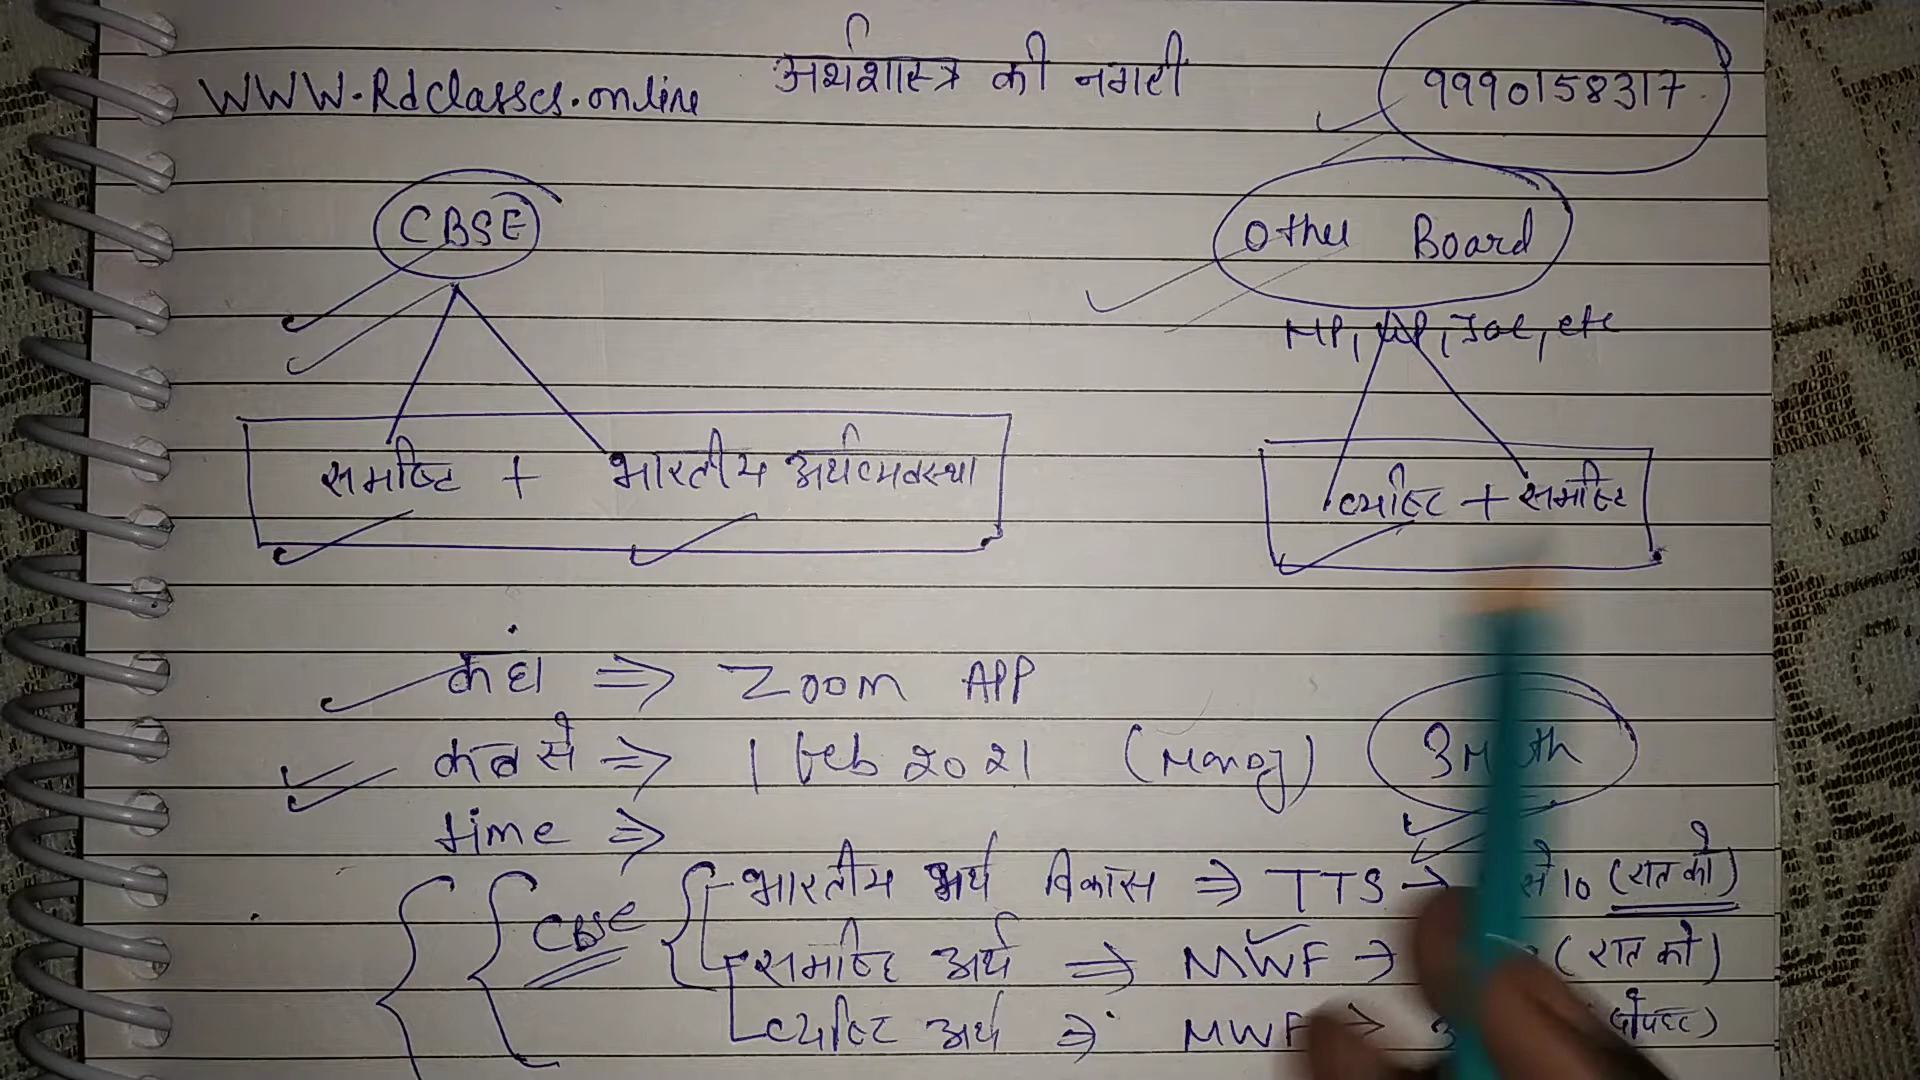 WWW.Rdclasses.online अर्थशास्त्र की नगरी 9990158317
CBSE Other Board
MP, UP, etc
समष्टि + भारतीय अर्थव्यवस्था व्यष्टि + समष्टि
कहां ⇒ Zoom APP
कब से ⇒ 1 Feb 2021 3
time ⇒
CBSE भारतीय अर्थ विकास ⇒ TTS → से 10 (रात को)
समष्टि अर्थ ⇒ MWF → (रात को)
व्यष्टि अर्थ ⇒ MWF →